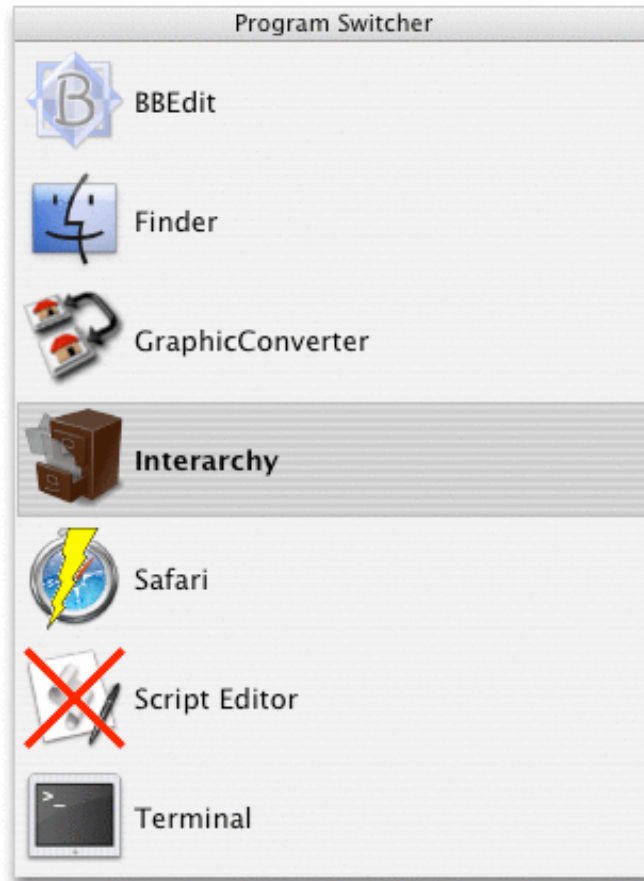 Program Switcher
BBEdit
Finder
GraphicConverter
Interarchy
Safari
Script Editor
>_
Terminal